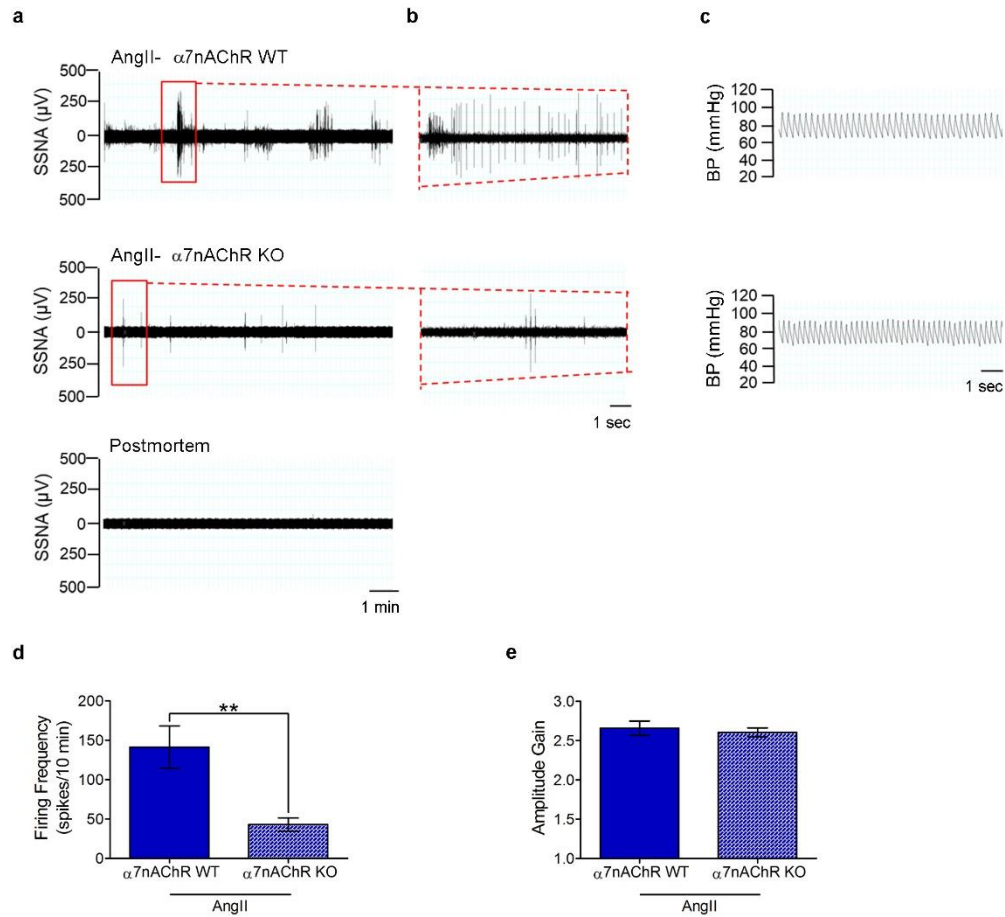 a
b
c
AngII- α7nAChR WT
500
250
0
250
500
SSNA (µV)
120
100
80
60
40
20
BP (mmHg)
AngII- α7nAChR KO
500
250
0
250
500
SSNA (µV)
1 sec
120
100
80
60
40
20
BP (mmHg)
1 sec
Postmortem
500
250
0
250
500
SSNA (µV)
1 min
d
e
200
150
100
50
0
Firing Frequency
(spikes/10 min)
**
α7nAChR WT
α7nAChR KO
AngII
3.0
2.5
2.0
1.5
1.0
Amplitude Gain
α7nAChR WT
α7nAChR KO
AngII